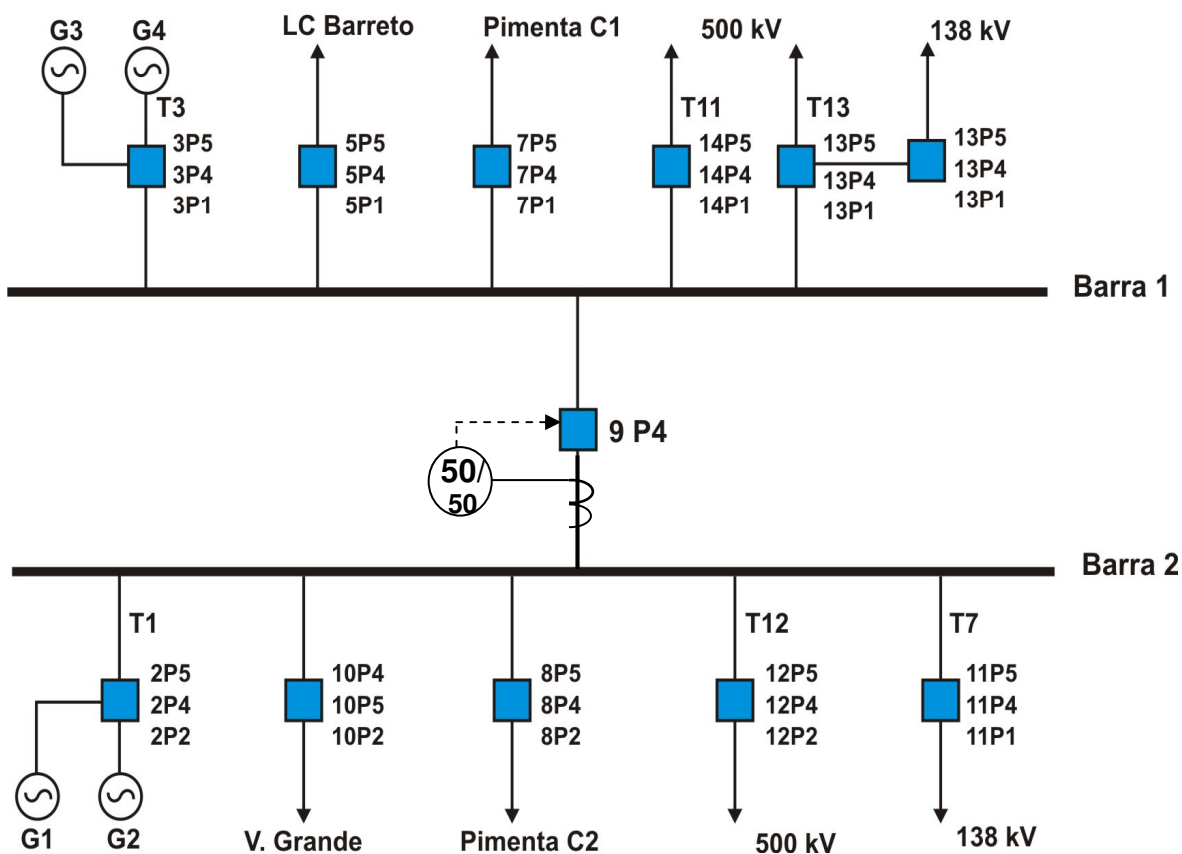 G3
G4
LC Barreto
Pimenta C1
500 kV
138 kV
T3
T11
T13
3P5
3P4
3P1
5P5
5P4
5P1
7P5
7P4
7P1
14P5
14P4
14P1
13P5
13P4
13P1
13P5
13P4
13P1
Barra 1
9 P4
50/
50
Barra 2
T1
T12
T7
2P5
2P4
2P2
10P4
10P5
10P2
8P5
8P4
8P2
12P5
12P4
12P2
11P5
11P4
11P1
G1
G2
V. Grande
Pimenta C2
500 kV
138 kV